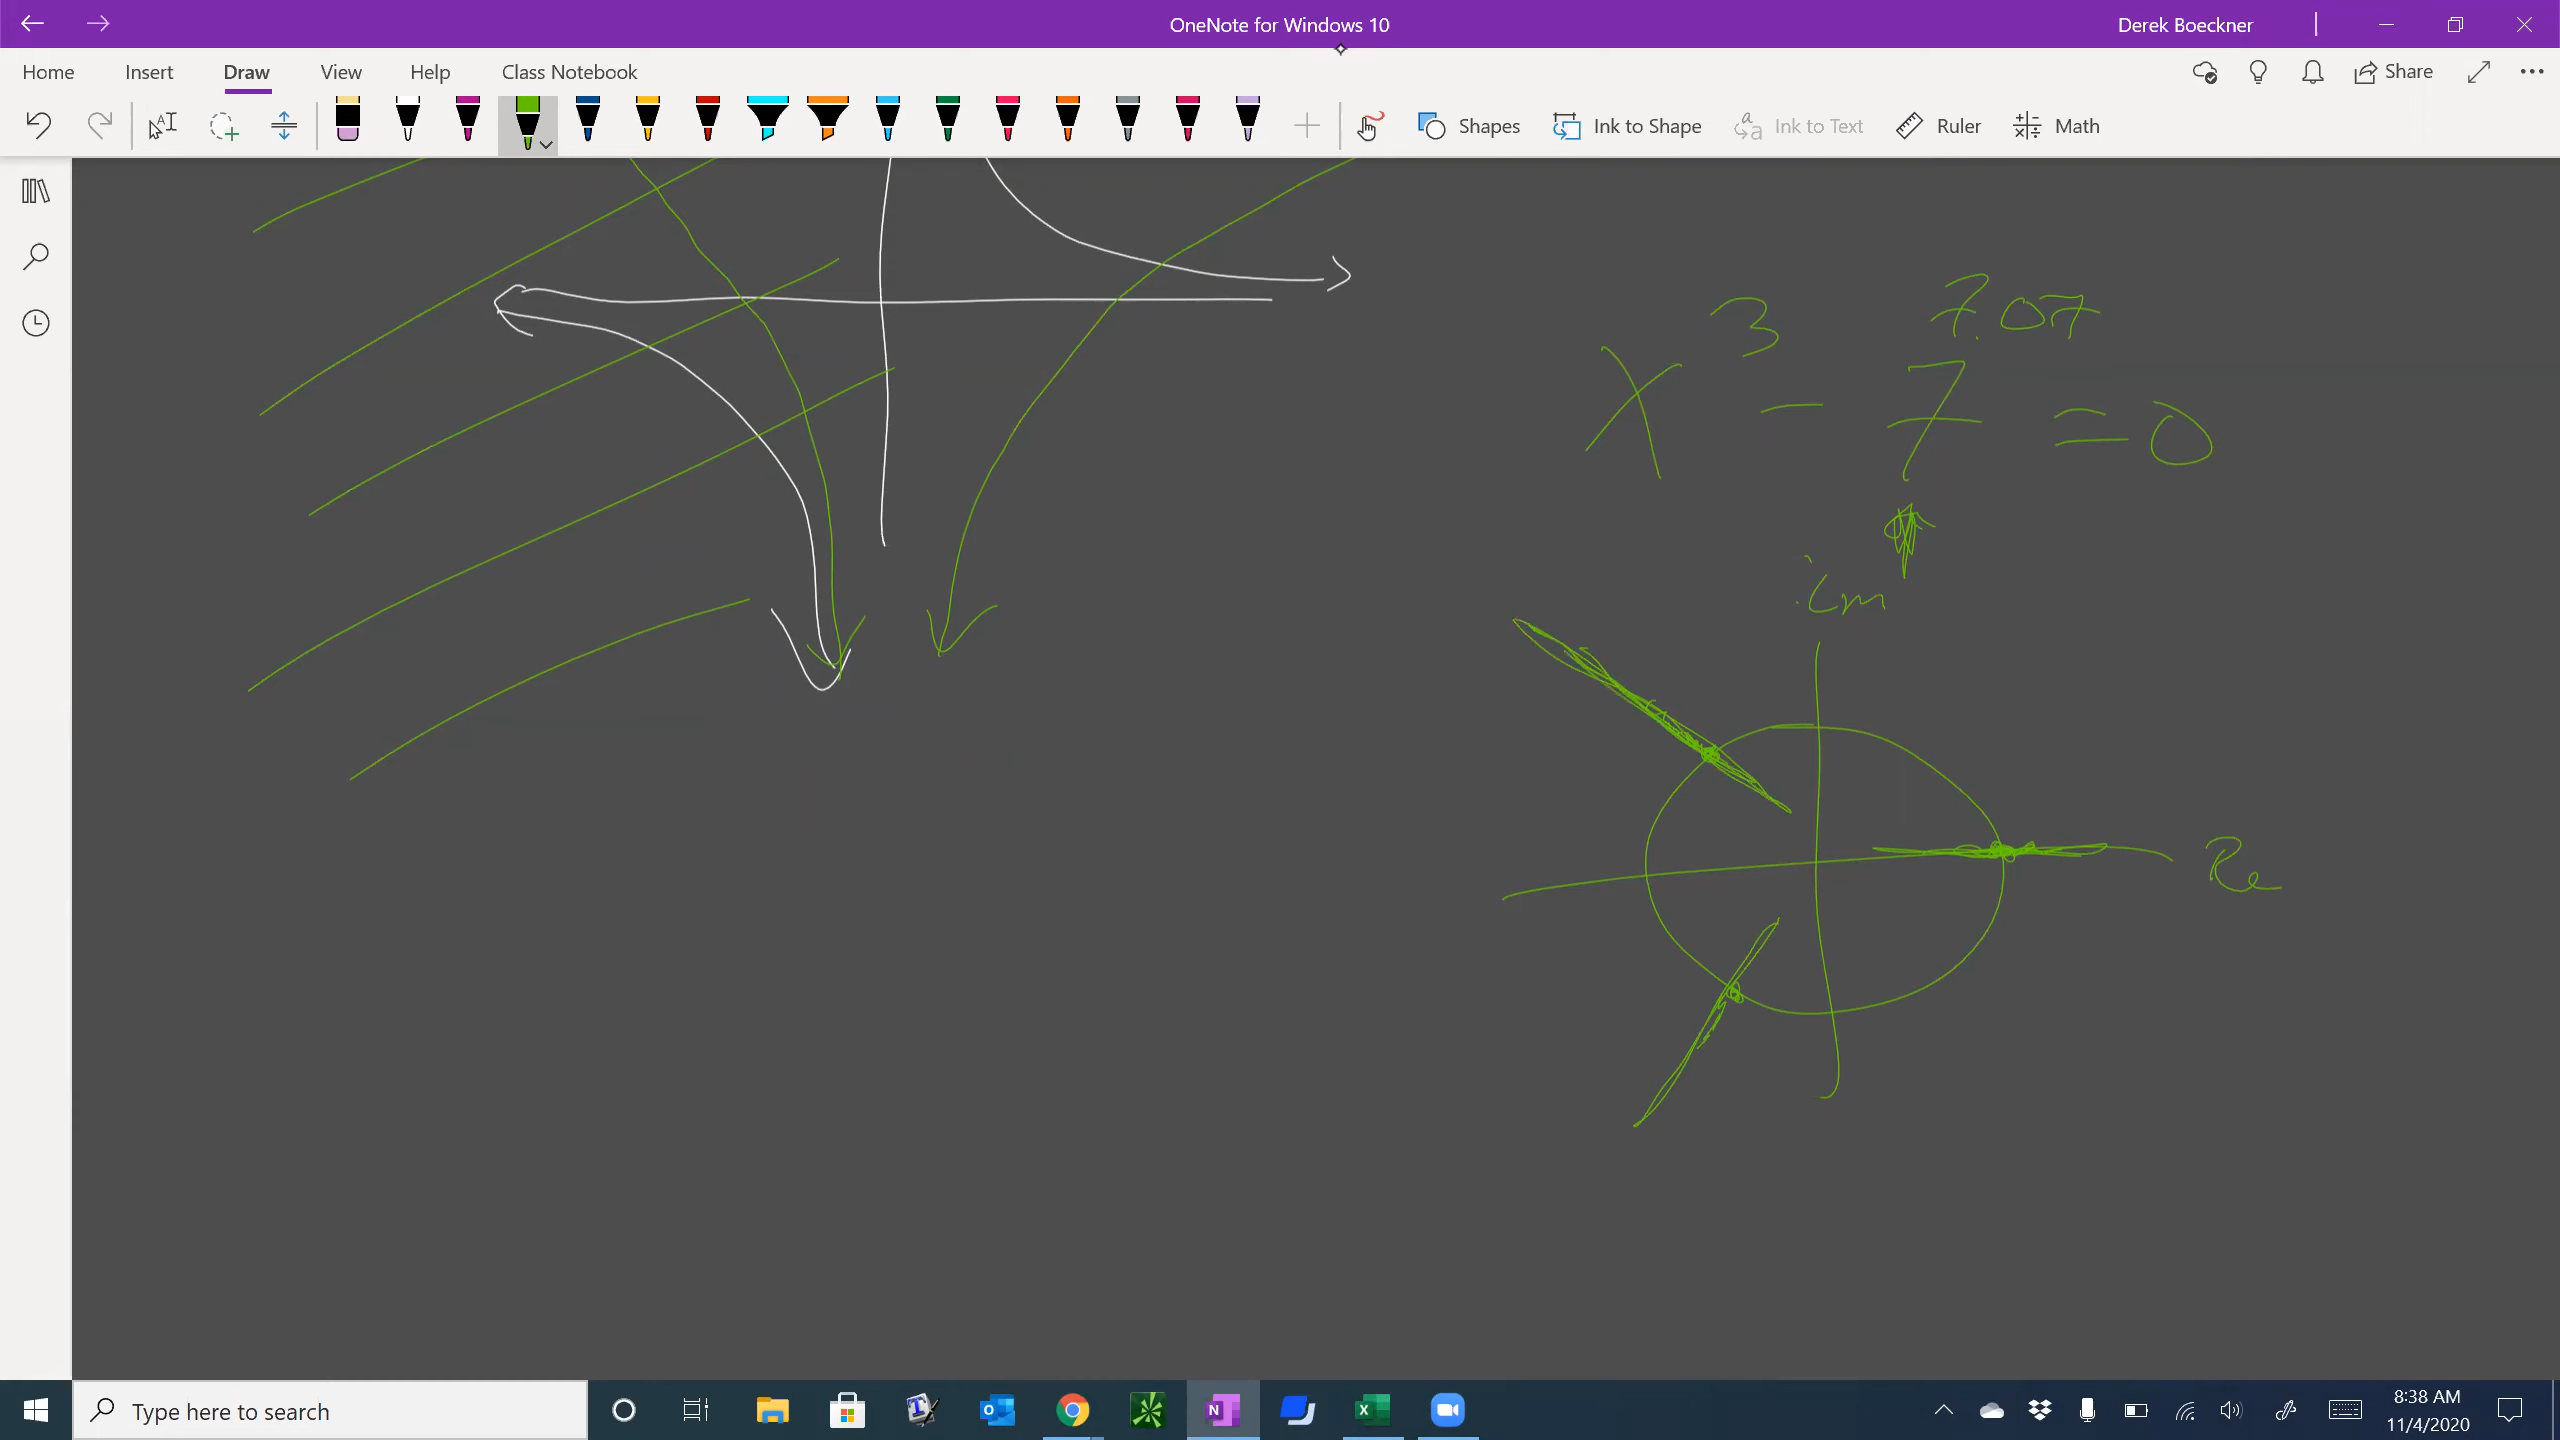 OneNote for Windows 10
Derek Boeckner
Home Insert Draw View Help Class Notebook
Share
Shapes Ink to Shape Ink to Text Ruler Math
7.07
x³ - 7 = 0
im
Re
Type here to search
8:38 AM
11/4/2020